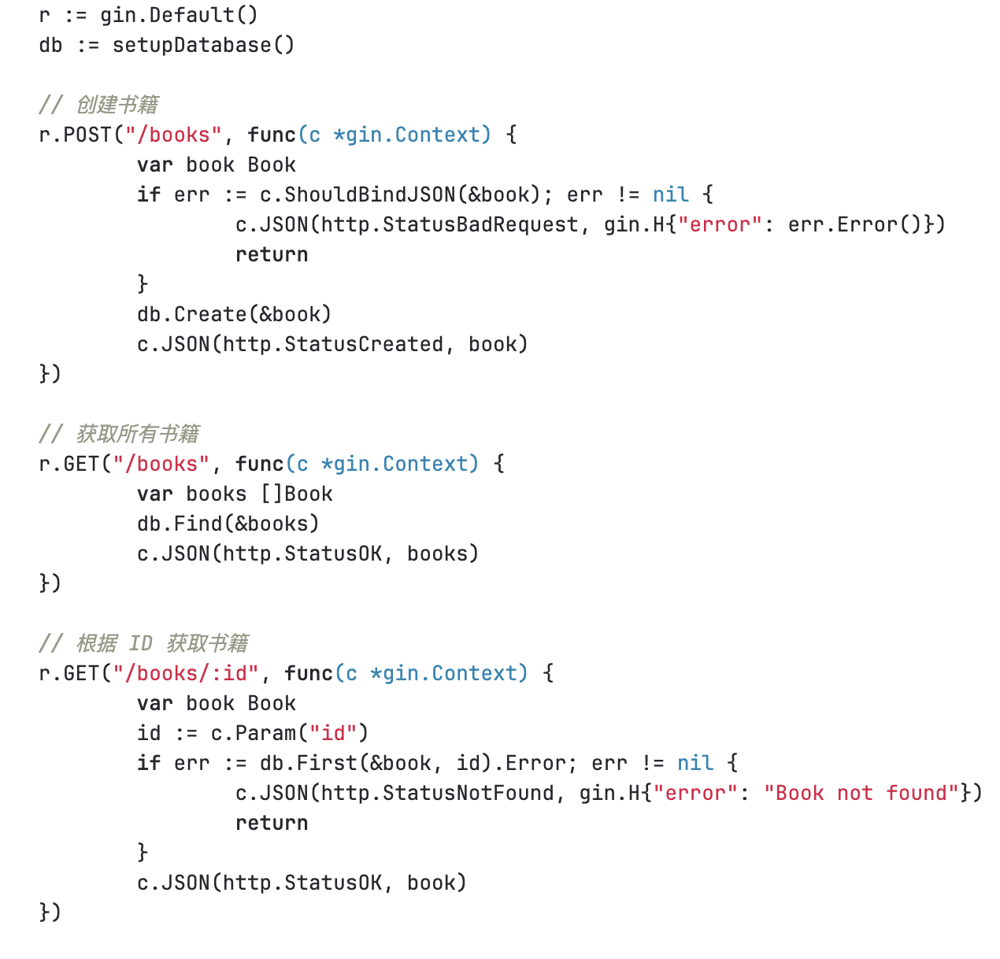 r := gin.Default()
db := setupDatabase()
// 创建书籍
r.POST("/books", func(c *gin.Context) {
var book Book
if err := c.ShouldBindJSON(&book); err != nil {
c.JSON(http.StatusBadRequest, gin.H{"error": err.Error()})
return
}
db.Create(&book)
c.JSON(http.StatusCreated, book)
})
// 获取所有书籍
r.GET("/books", func(c *gin.Context) {
var books []Book
db.Find(&books)
c.JSON(http.StatusOK, books)
})
// 根据 ID 获取书籍
r.GET("/books/:id", func(c *gin.Context) {
var book Book
id := c.Param("id")
if err := db.First(&book, id).Error; err != nil {
c.JSON(http.StatusNotFound, gin.H{"error": "Book not found"})
return
}
c.JSON(http.StatusOK, book)
})